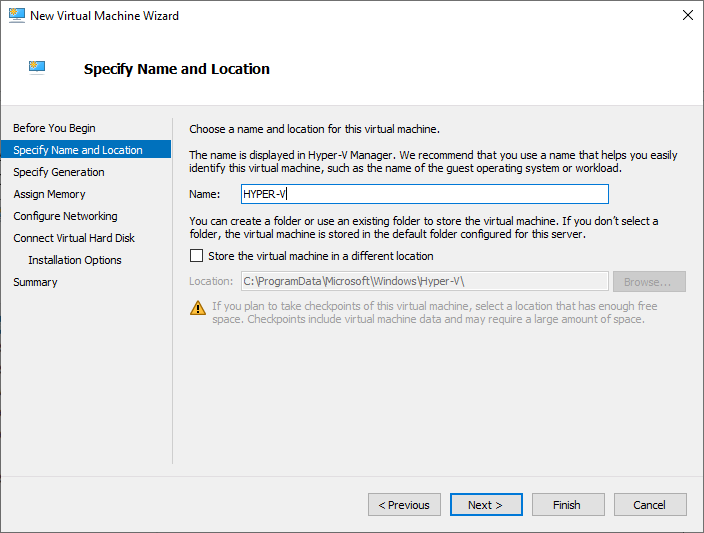 New Virtual Machine Wizard
Specify Name and Location
Before You Begin
Specify Name and Location
Specify Generation
Assign Memory
Configure Networking
Connect Virtual Hard Disk
Installation Options
Summary
Choose a name and location for this virtual machine.
The name is displayed in Hyper-V Manager. We recommend that you use a name that helps you easily
identify this virtual machine, such as the name of the guest operating system or workload.
Name: HYPER-V
You can create a folder or use an existing folder to store the virtual machine. If you don't select a
folder, the virtual machine is stored in the default folder configured for this server.
Store the virtual machine in a different location
Location: C:\ProgramData\Microsoft\Windows\Hyper-V\ Browse...
If you plan to take checkpoints of this virtual machine, select a location that has enough free
space. Checkpoints include virtual machine data and may require a large amount of space.
< Previous Next > Finish Cancel